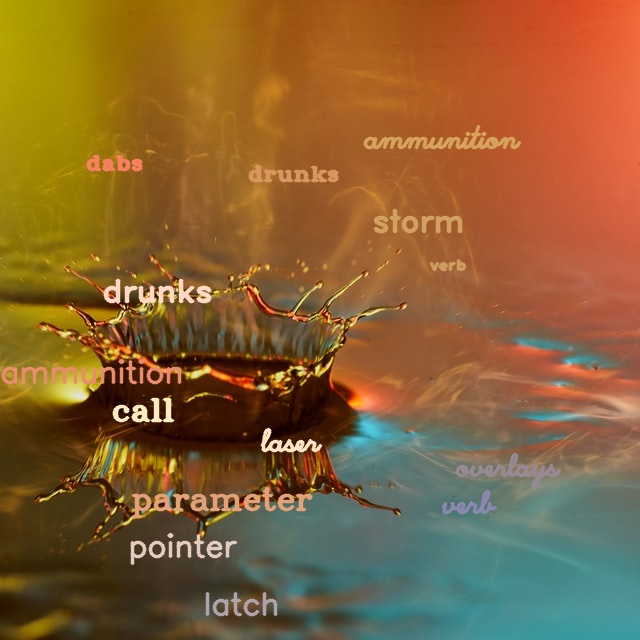 ammunition
dabs
drunks
storm
verb
drunks
ammunition
call
laser
overlays
parameter
verb
pointer
latch